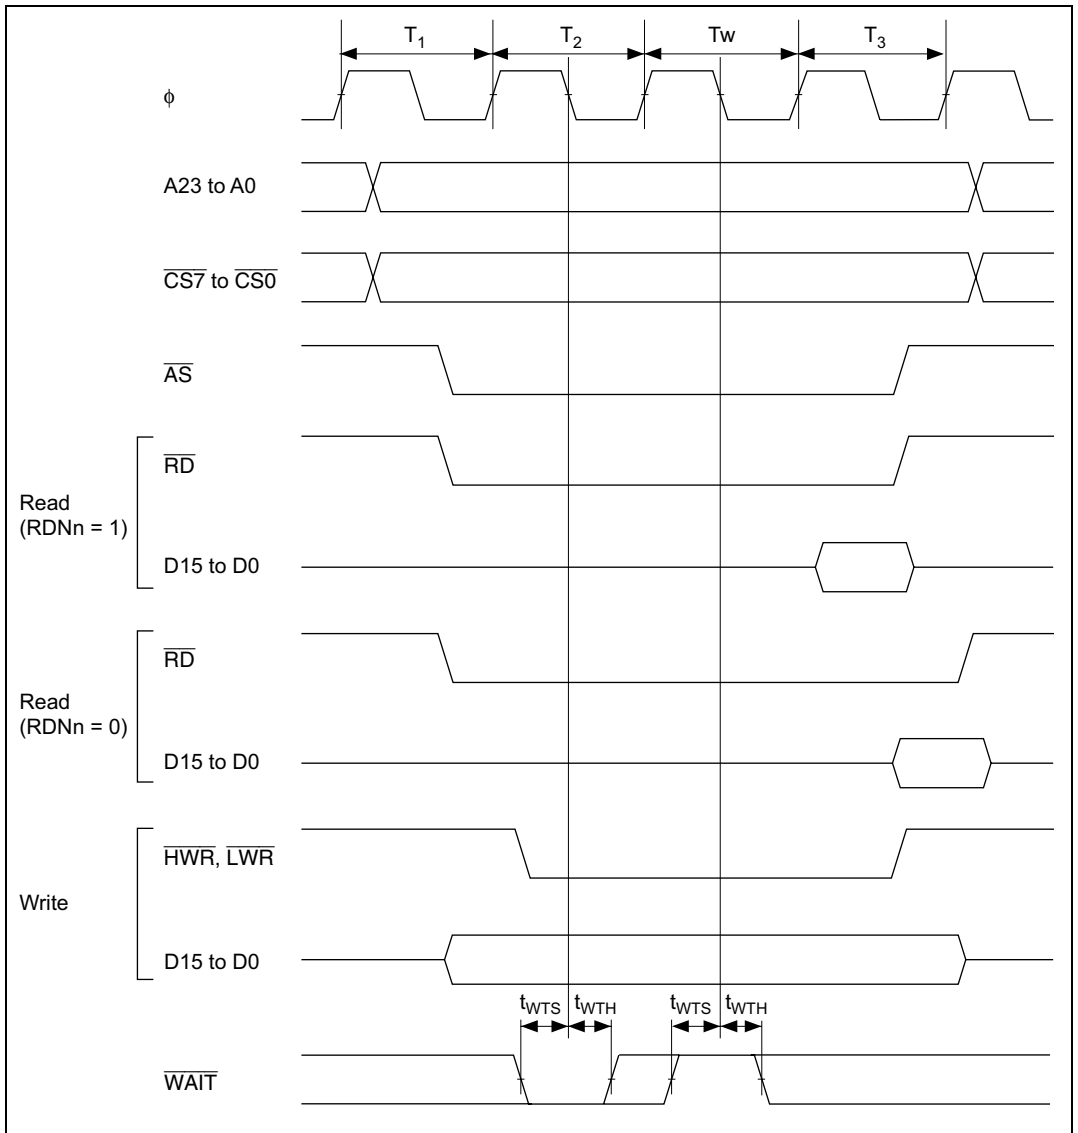 T1 T2 Tw T3
ϕ
A23 to A0
CS7 to CS0
AS
RD
Read
(RDNn = 1)
D15 to D0
RD
Read
(RDNn = 0)
D15 to D0
HWR, LWR
Write
D15 to D0
tWTS tWTH tWTS tWTH
WAIT